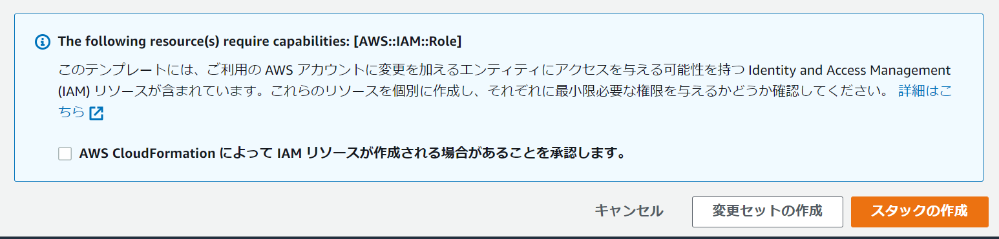 The following resource(s) require capabilities: [AWS::IAM::Role]
このテンプレートには、ご利用の AWS アカウントに変更を加えるエンティティにアクセスを与える可能性を持つ Identity and Access Management
(IAM) リソースが含まれています。これらのリソースを個別に作成し、それぞれに最小限必要な権限を与えるかどうか確認してください。 詳細はこ
ちら
AWS CloudFormation によって IAM リソースが作成される場合があることを承認します。
キャンセル
変更セットの作成
スタックの作成